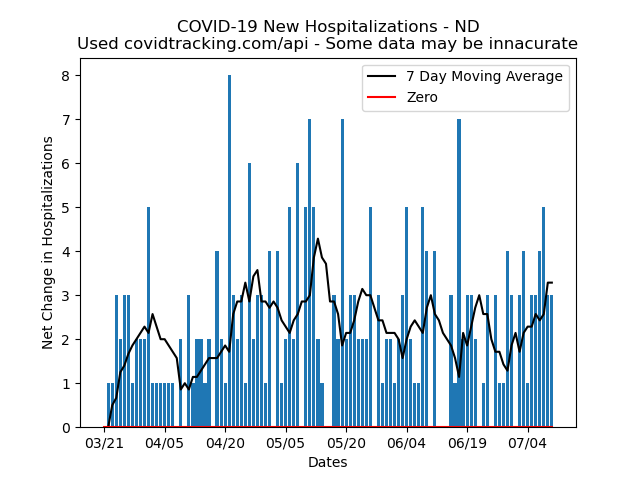 COVID-19 New Hospitalizations - ND
Used covidtracking.com/api - Some data may be innacurate
7 Day Moving Average
Zero
Net Change in Hospitalizations
8
7
6
5
4
3
2
1
0
03/21 04/05 04/20 05/05 05/20 06/04 06/19 07/04
Dates